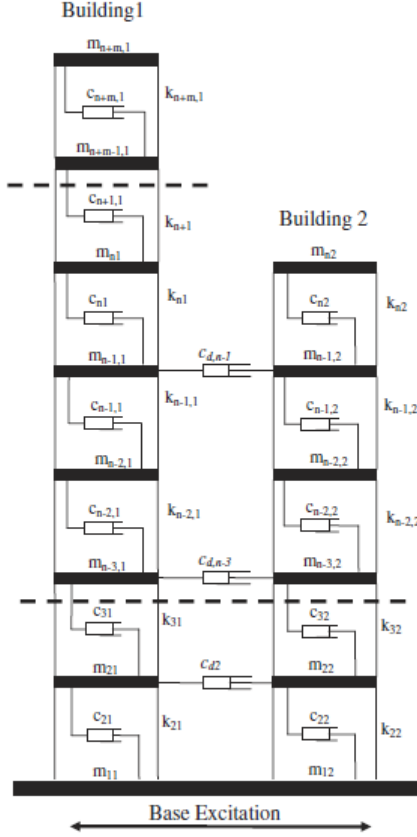 Building1
m_{n+m,1}
c_{n+m,1}
k_{n+m,1}
m_{n+m-1,1}
c_{n+1,1}
k_{n+1}
Building 2
m_{n1}
m_{n2}
c_{n1}
k_{n1}
c_{n2}
k_{n2}
m_{n-1,1}
c_{d,n-1}
m_{n-1,2}
c_{n-1,1}
k_{n-1,1}
c_{n-1,2}
k_{n-1,2}
m_{n-2,1}
m_{n-2,2}
c_{n-2,1}
k_{n-2,1}
c_{n-2,2}
k_{n-2,2}
m_{n-3,1}
c_{d,n-3}
m_{n-3,2}
c_{31}
k_{31}
c_{32}
k_{32}
m_{21}
c_{d2}
m_{22}
c_{21}
k_{21}
c_{22}
k_{22}
m_{11}
m_{12}
Base Excitation